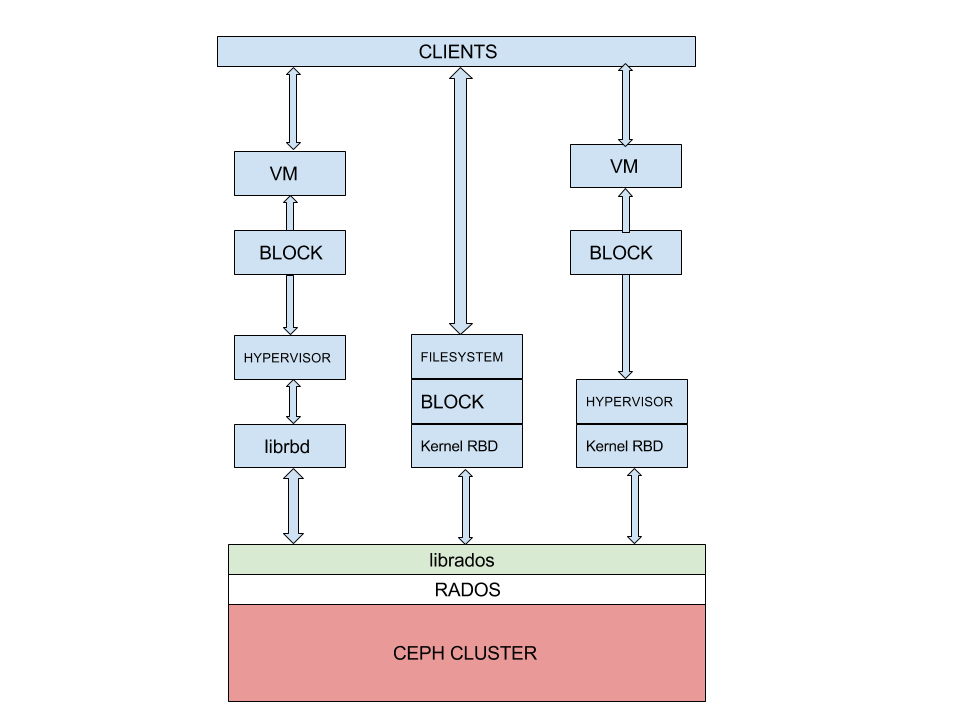 CLIENTS
VM
VM
BLOCK
BLOCK
HYPERVISOR
FILESYSTEM
BLOCK
HYPERVISOR
librbd
Kernel RBD
Kernel RBD
librados
RADOS
CEPH CLUSTER